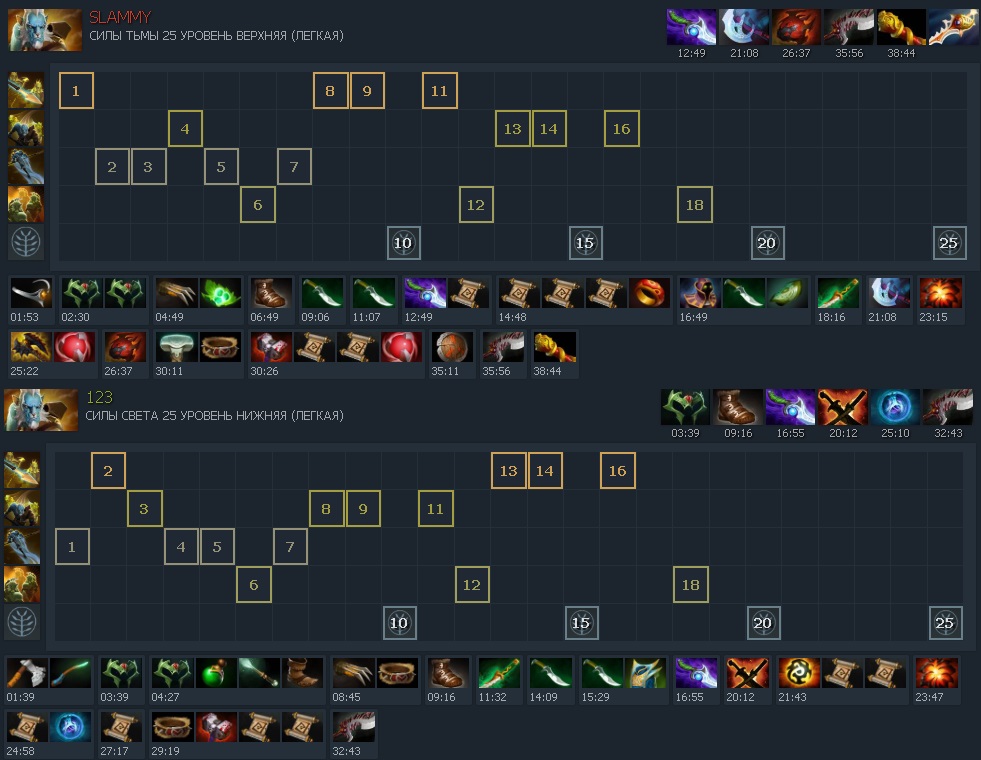 SLAMMY
СИЛЫ ТЬМЫ 25 УРОВЕНЬ ВЕРХНЯЯ (ЛЕГКАЯ)
12:49 21:08 26:37 35:56 38:44
1 8 9 11
4 13 14 16
2 3 5 7
6 12 18
10 15 20 25
01:53 02:30 04:49 06:49 09:06 11:07 12:49 14:48 16:49 18:16 21:08 23:15
25:22 26:37 30:11 30:26 35:11 35:56 38:44
123
СИЛЫ СВЕТА 25 УРОВЕНЬ НИЖНЯЯ (ЛЕГКАЯ)
03:39 09:16 16:55 20:12 25:10 32:43
2 13 14 16
3 8 9 11
1 4 5 7
6 12 18
10 15 20 25
01:39 03:39 04:27 08:45 09:16 11:32 14:09 15:29 16:55 20:12 21:43 23:47
24:58 27:17 29:19 32:43